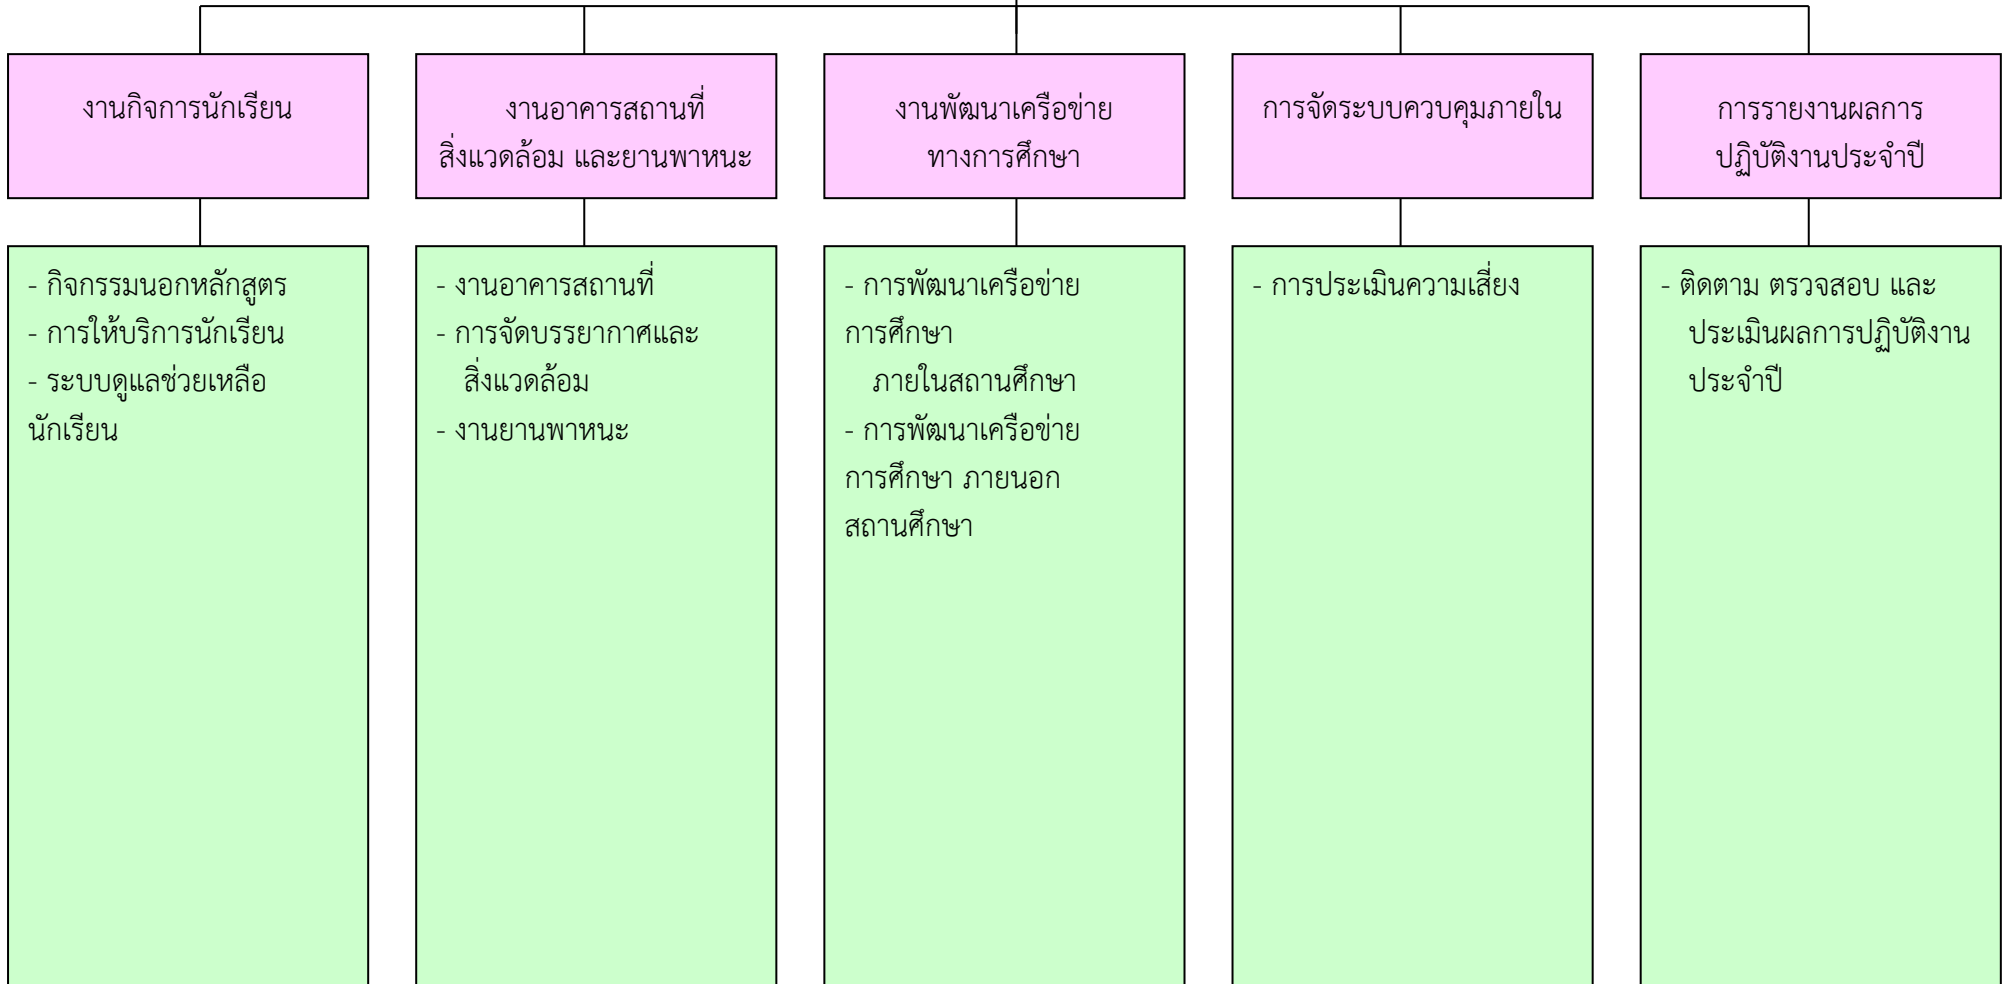 งานกิจการนักเรียน
งานอาคารสถานที่
สิ่งแวดล้อม และยานพาหนะ
งานพัฒนาเครือข่าย
ทางการศึกษา
การจัดระบบควบคุมภายใน
การรายงานผลการ
ปฏิบัติงานประจำปี
- กิจกรรมนอกหลักสูตร
- การให้บริการนักเรียน
- ระบบดูแลช่วยเหลือ
นักเรียน
- งานอาคารสถานที่
- การจัดบรรยากาศและ
สิ่งแวดล้อม
- งานยานพาหนะ
- การพัฒนาเครือข่าย
การศึกษา
ภายในสถานศึกษา
- การพัฒนาเครือข่าย
การศึกษา ภายนอก
สถานศึกษา
- การประเมินความเสี่ยง
- ติดตาม ตรวจสอบ และ
ประเมินผลการปฏิบัติงาน
ประจำปี